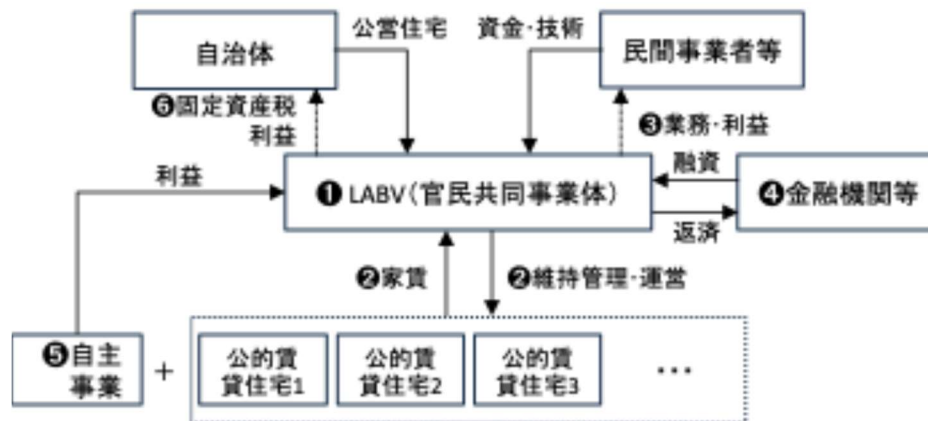 公営住宅
資金・技術
自治体
民間事業者等
❻固定資産税
利益
❸業務・利益
利益
融資
❶LABV(官民共同事業体)
❹金融機関等
返済
❷家賃
❷維持管理・運営
❺自主
事業
+
公的賃
貸住宅1
公的賃
貸住宅2
公的賃
貸住宅3
…